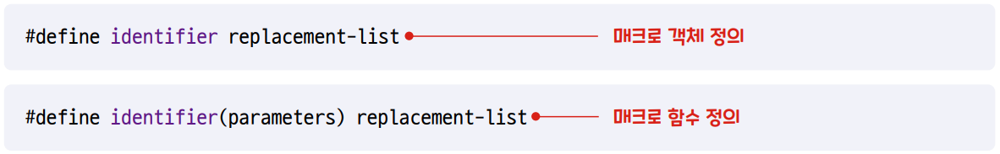 #define identifier replacement-list 매크로 객체 정의
#define identifier(parameters) replacement-list 매크로 함수 정의